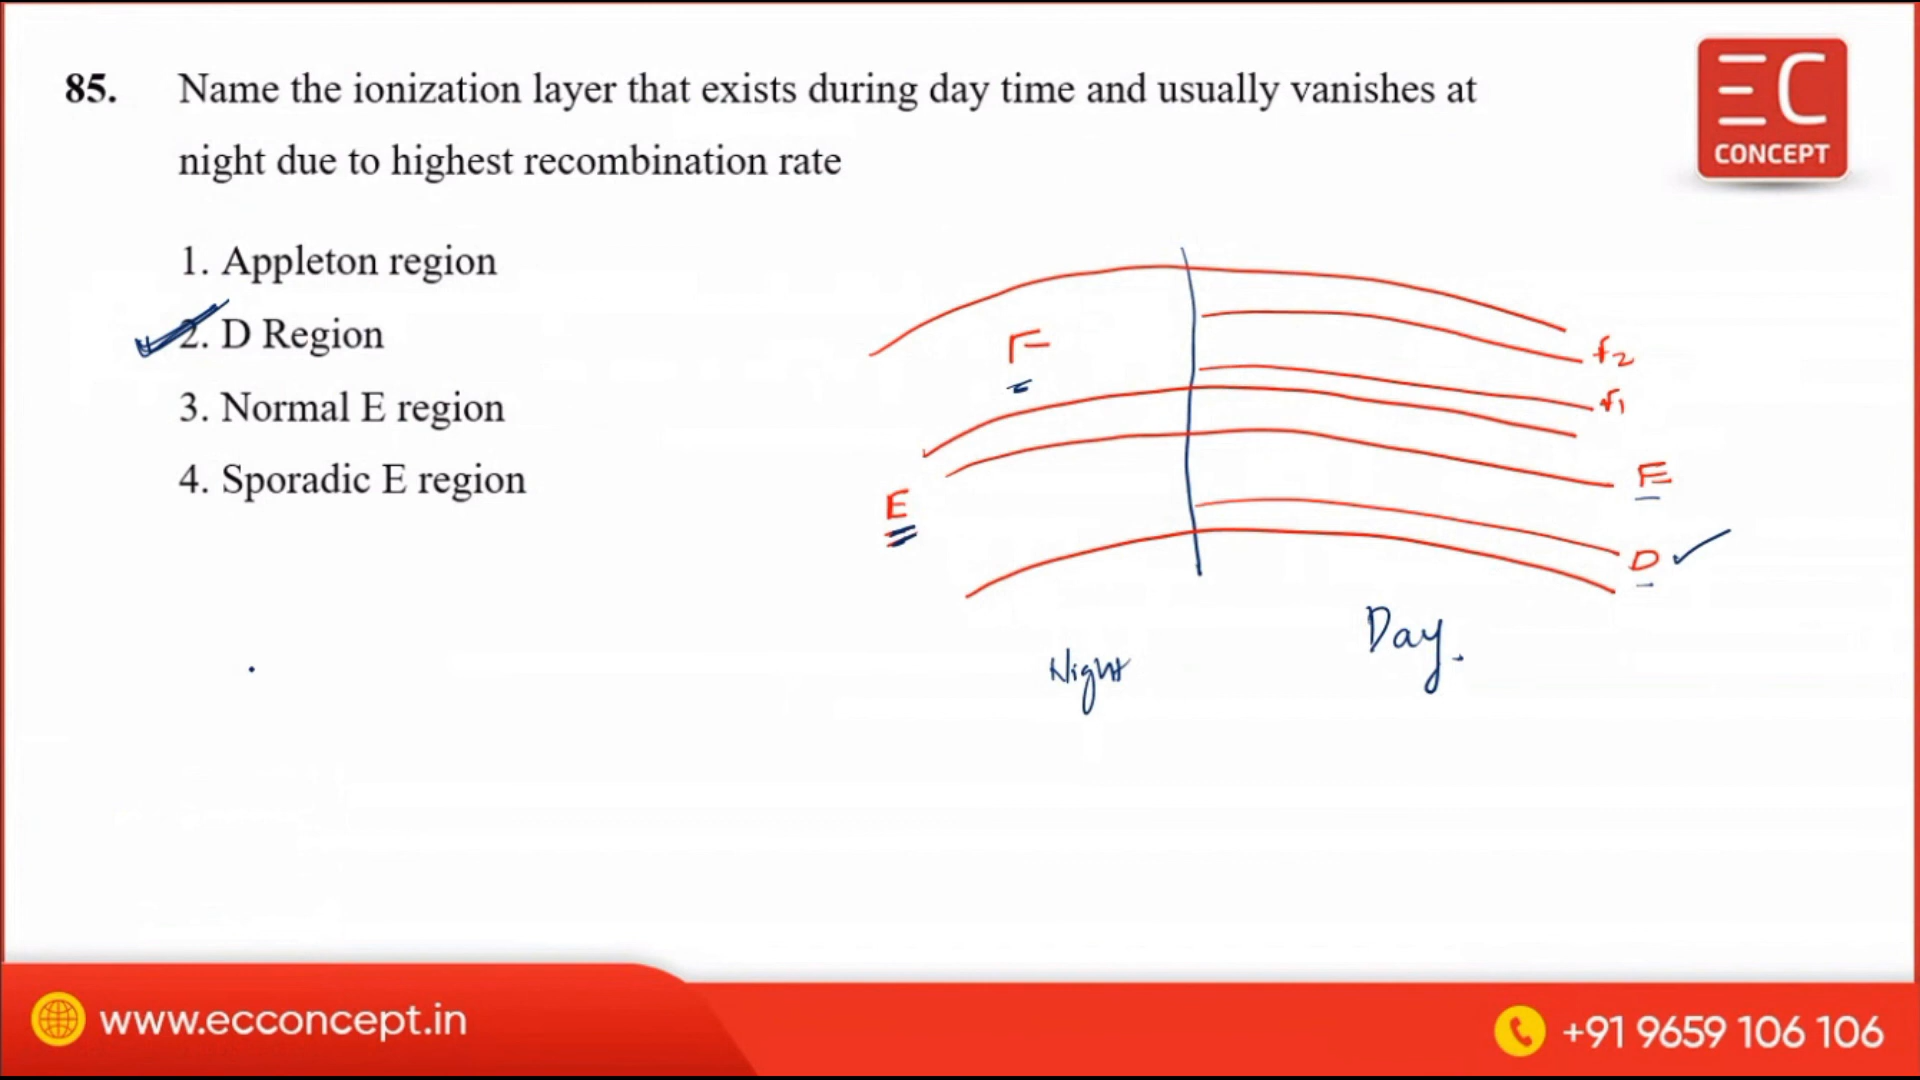 85. Name the ionization layer that exists during day time and usually vanishes at
night due to highest recombination rate
1. Appleton region
2. D Region
3. Normal E region
4. Sporadic E region
EC
CONCEPT
F
E
f2
f1
E
D
Night
Day.
www.ecconcept.in
+91 9659 106 106